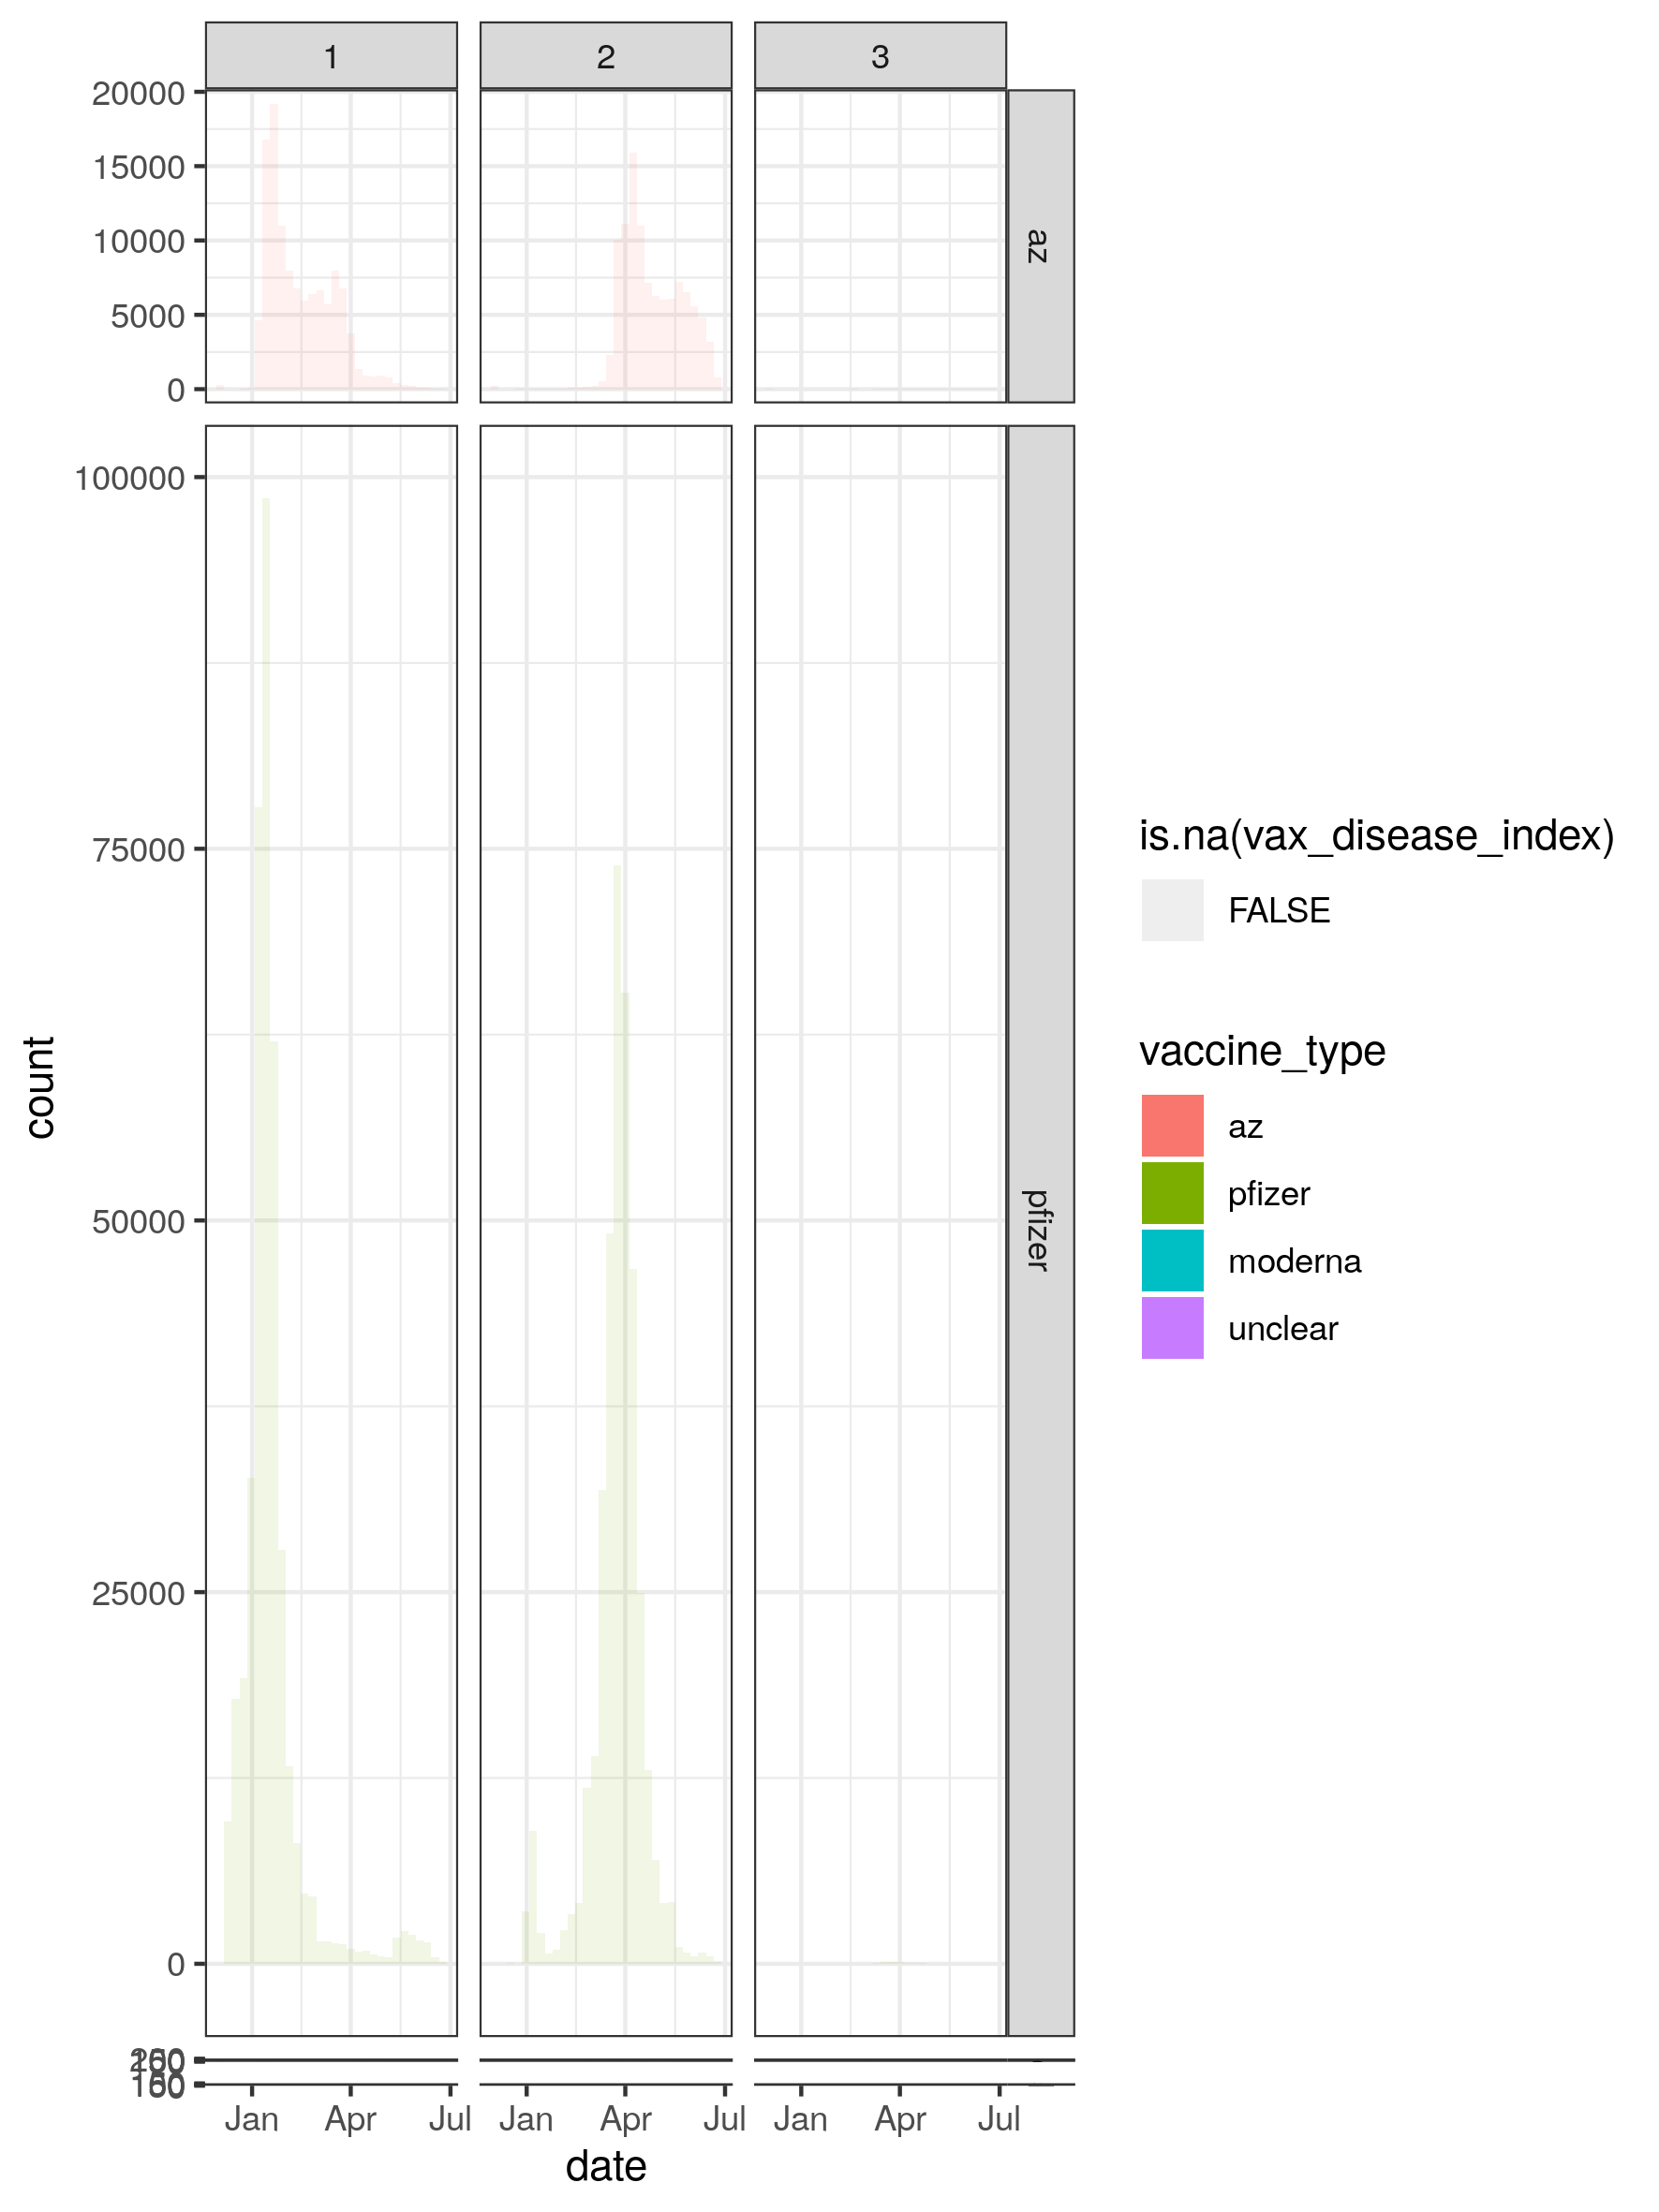 1 2 3
20000
15000
10000
5000
0
az
100000
75000
50000
25000
0
pfizer
count
Jan Apr Jul Jan Apr Jul Jan Apr Jul
date
is.na(vax_disease_index)
FALSE
vaccine_type
az
pfizer
moderna
unclear